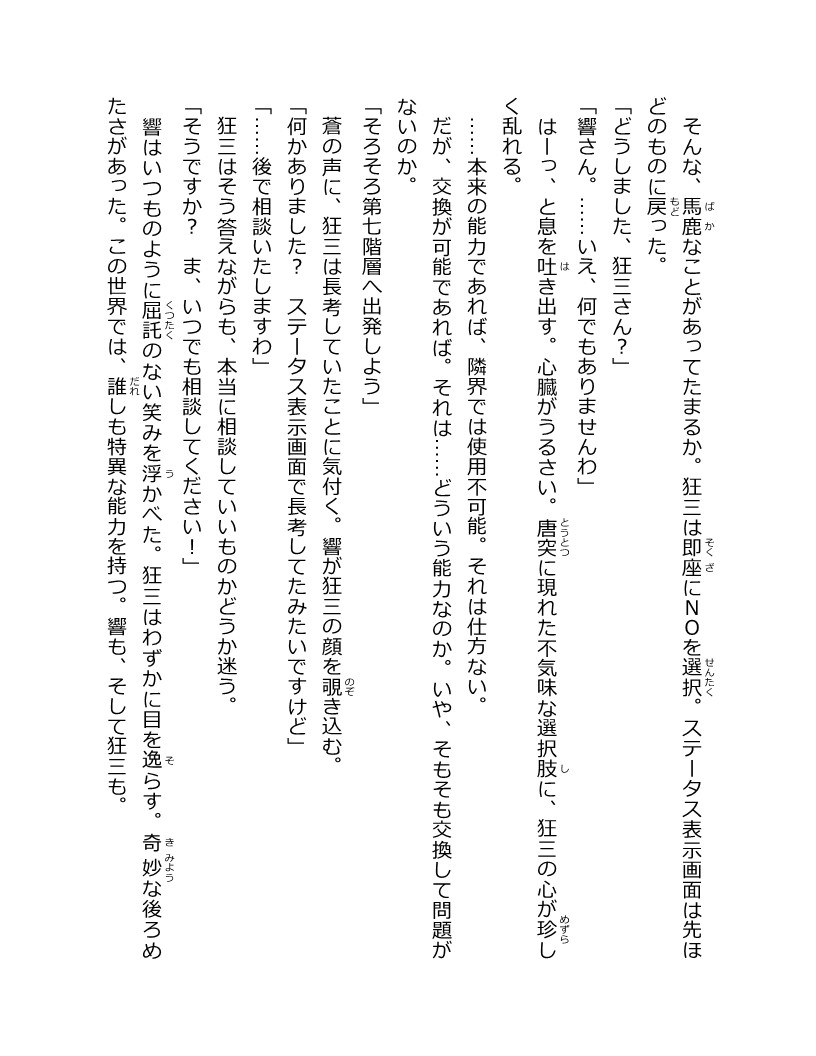 そんな、馬鹿なことがあってたまるか。狂三は即座にNOを選択。ステータス表示画面は先ほ
どのものに戻った。
「どうしました、狂三さん?」
「響さん。……いえ、何でもありませんわ」
はーっ、と息を吐き出す。心臓がうるさい。唐突に現れた不気味な選択肢に、狂三の心が珍し
く乱れる。
……本来の能力であれば、隣界では使用不可能。それは仕方ない。
だが、交換が可能であれば。それは……どういう能力なのか。いや、そもそも交換して問題が
ないのか。
「そろそろ第七階層へ出発しよう」
蒼の声に、狂三は長考していたことに気付く。響が狂三の顔を覗き込む。
「何かありました? ステータス表示画面で長考してたみたいですけど」
「……後で相談いたしますわ」
狂三はそう答えながらも、本当に相談していいものかどうか迷う。
「そうですか? ま、いつでも相談してください!」
響はいつものように屈託のない笑みを浮かべた。狂三はわずかに目を逸らす。奇妙な後ろめ
たさがあった。この世界では、誰しも特異な能力を持つ。響も、そして狂三も。